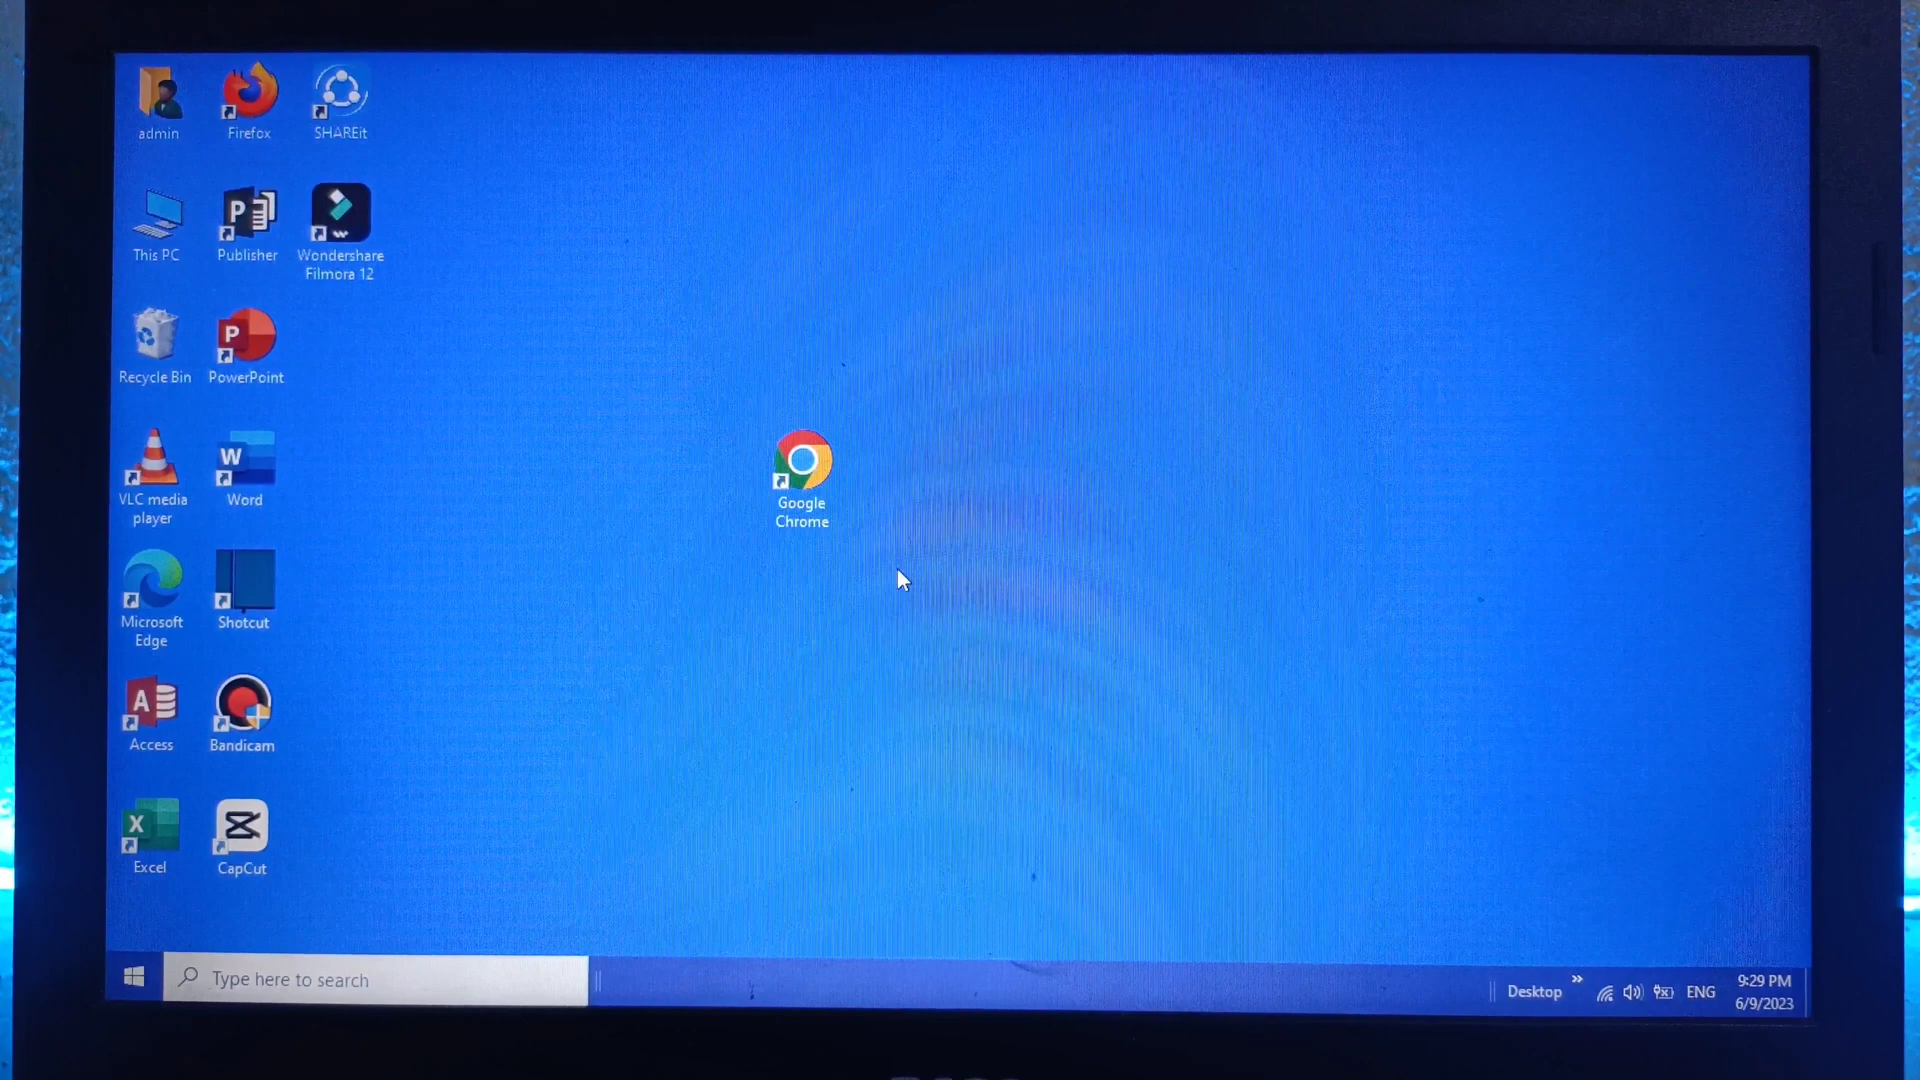 admin
Firefox
SHAREit
This PC
Publisher
Wondershare
Filmora 12
Recycle Bin
PowerPoint
VLC media
player
Word
Google
Chrome
Microsoft
Edge
Shotcut
Access
Bandicam
Excel
CapCut
Type here to search
Desktop
ENG
9:29 PM
6/9/2023